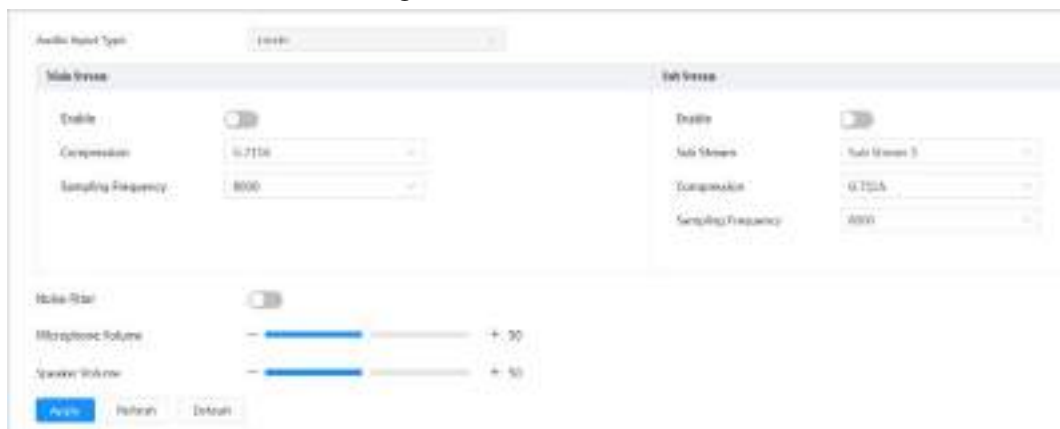 Audio Input Type
Main Stream
Sub Stream
Enable
Enable
Compression
G.711A
Sub Stream
Sub Stream 1
Sampling Frequency
8000
Compression
G.711A
Sampling Frequency
8000
Noise Filter
Microphone Volume
50
Speaker Volume
50
Apply
Refresh
Default